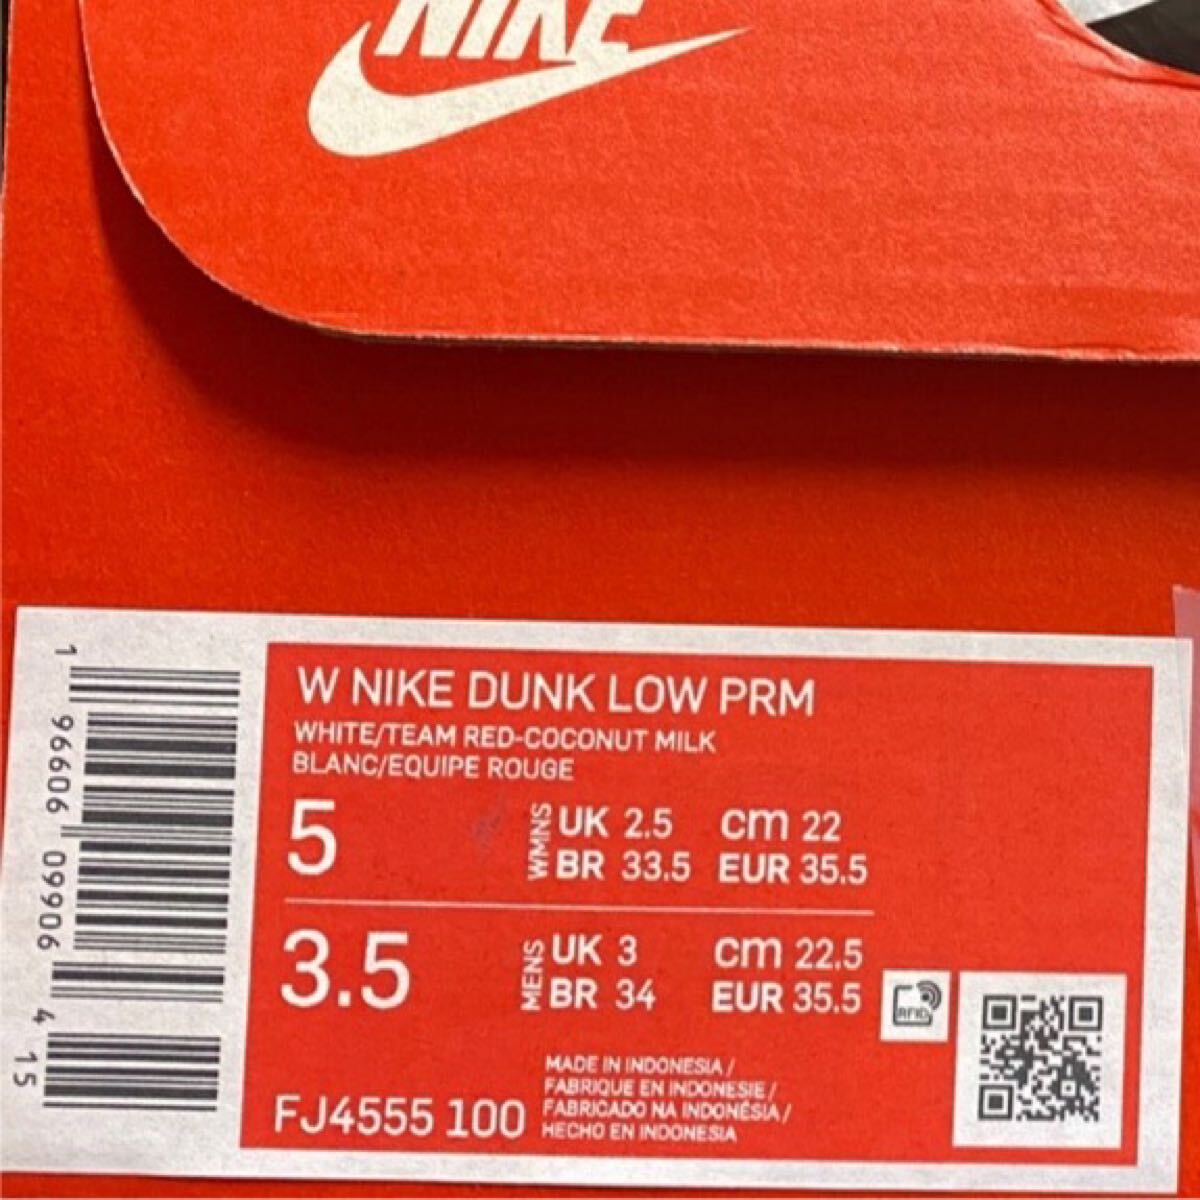 NIKE
W NIKE DUNK LOW PRM
WHITE/TEAM RED-COCONUT MILK
BLANC/EQUIPE ROUGE
5 WMNS UK 2.5 cm 22
BR 33.5 EUR 35.5
3.5 MENS UK 3 cm 22.5
BR 34 EUR 35.5
RFID
MADE IN INDONESIA /
FABRIQUE EN INDONESIE /
FABRICADO NA INDONÉSIA /
HECHO EN INDONESIA
FJ4555 100
1 96606 09906 4 15